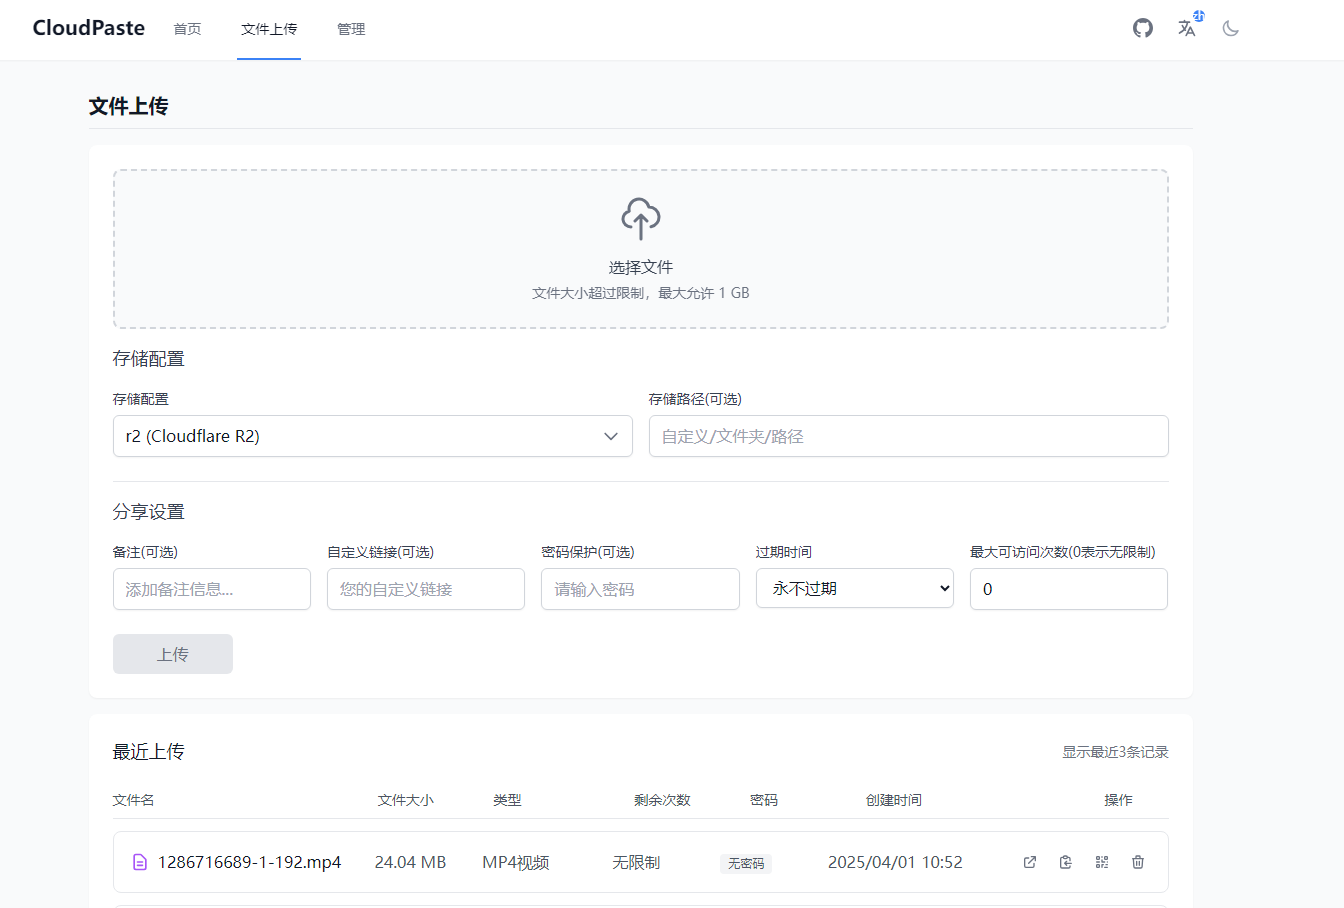 CloudPaste 首页 文件上传 管理 zh
文件上传
选择文件
文件大小超过限制，最大允许 1 GB
存储配置
存储配置 存储路径(可选)
r2 (Cloudflare R2) 自定义/文件夹/路径
分享设置
备注(可选) 自定义链接(可选) 密码保护(可选) 过期时间 最大可访问次数(0表示无限制)
添加备注信息... 您的自定义链接 请输入密码 永不过期 0
上传
最近上传 显示最近3条记录
文件名 文件大小 类型 剩余次数 密码 创建时间 操作
1286716689-1-192.mp4 24.04 MB MP4视频 无限制 无密码 2025/04/01 10:52